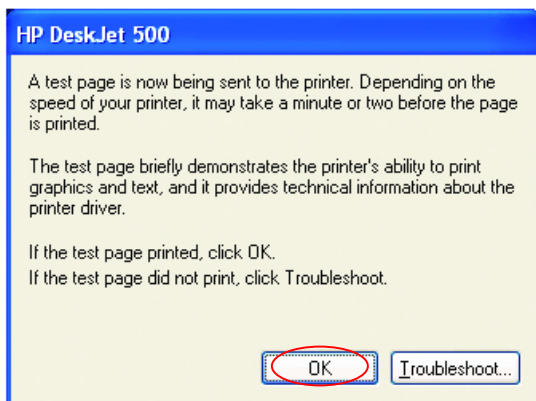 HP DeskJet 500
A test page is now being sent to the printer. Depending on the
speed of your printer, it may take a minute or two before the page
is printed.
The test page briefly demonstrates the printer's ability to print
graphics and text, and it provides technical information about the
printer driver.
If the test page printed, click OK.
If the test page did not print, click Troubleshoot.
OK Troubleshoot...